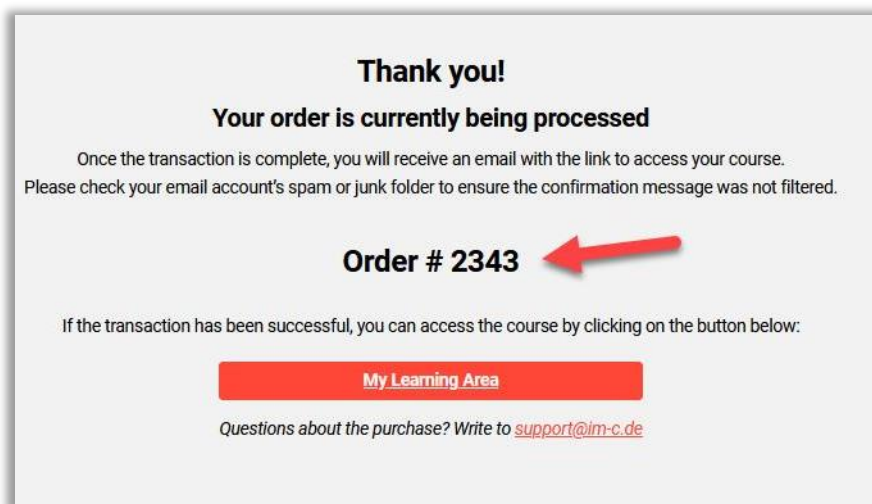 Thank you!
Your order is currently being processed
Once the transaction is complete, you will receive an email with the link to access your course.
Please check your email account's spam or junk folder to ensure the confirmation message was not filtered.
Order # 2343
If the transaction has been successful, you can access the course by clicking on the button below:
My Learning Area
Questions about the purchase? Write to support@im-c.de